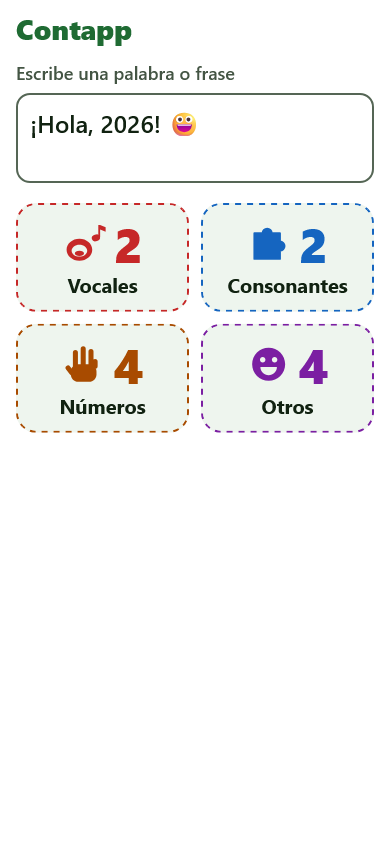 Contapp
Escribe una palabra o frase
¡Hola, 2026! 😀
2
Vocales
2
Consonantes
4
Números
4
Otros